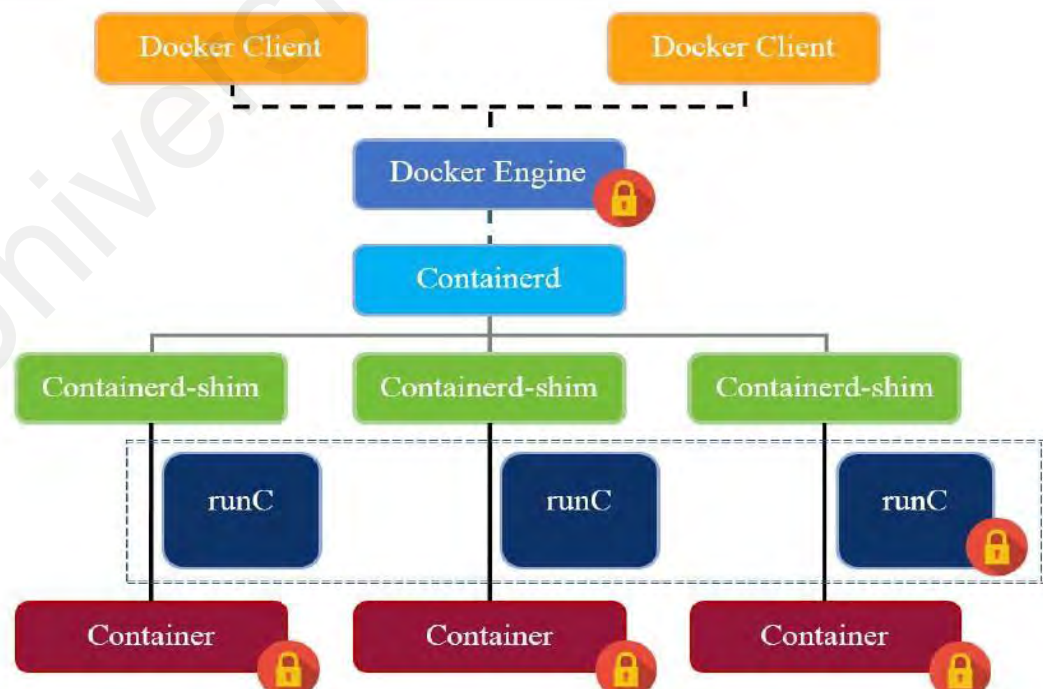 Docker Client
Docker Client
Docker Engine
Containerd
Containerd-shim
Containerd-shim
Containerd-shim
runC
runC
runC
Container
Container
Container